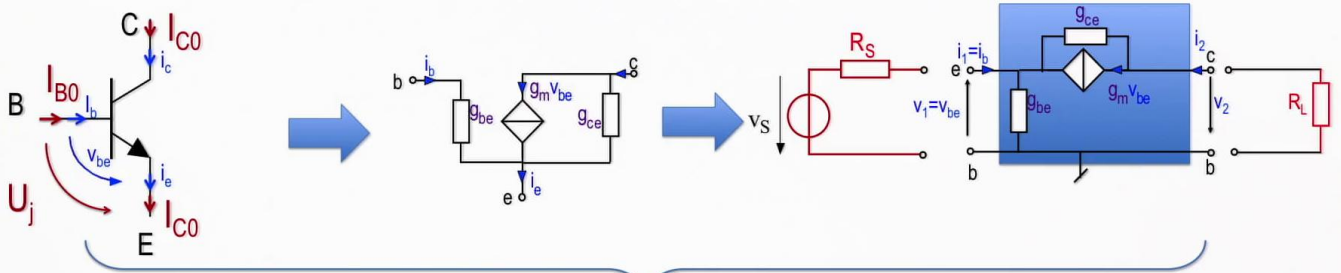 C
I_C0
i_c
I_B0
I_b
B
v_be
i_e
U_j
I_C0
E
b
i_b
g_be
g_m v_be
g_ce
c
i_e
e
R_S
v_S
g_ce
i_1=i_b
e
v_1=v_be
g_be
g_m v_be
i_2
c
v_2
b
b
R_L